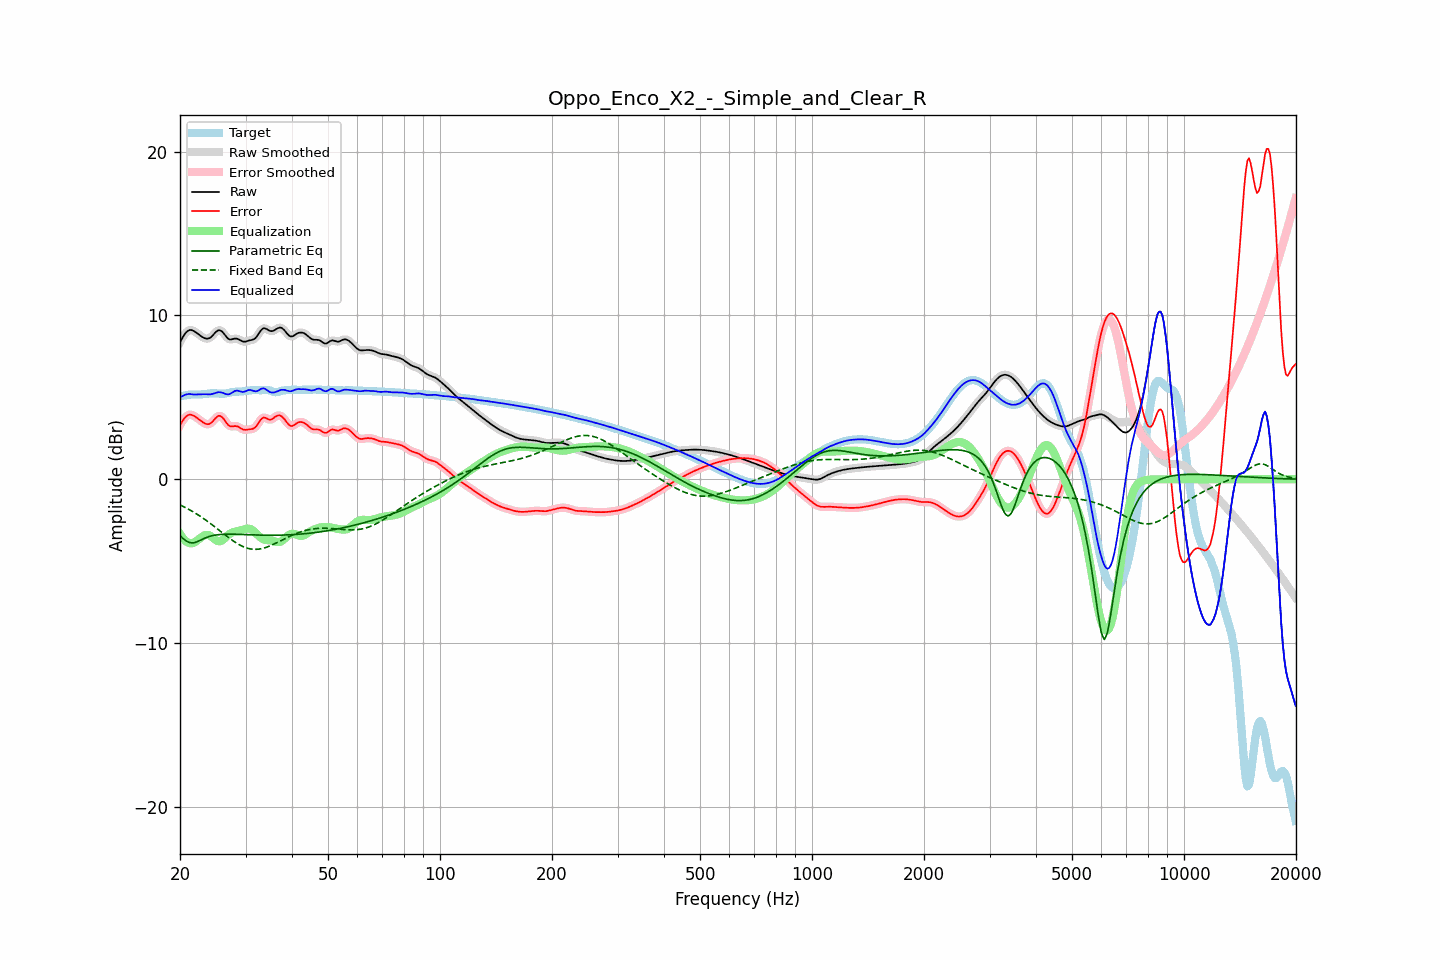 Oppo_Enco_X2_-_Simple_and_Clear_R
Target
Raw Smoothed
Error Smoothed
Raw
Error
Equalization
Parametric Eq
Fixed Band Eq
Equalized
20
10
0
−10
−20
Amplitude (dBr)
20 50 100 200 500 1000 2000 5000 10000 20000
Frequency (Hz)